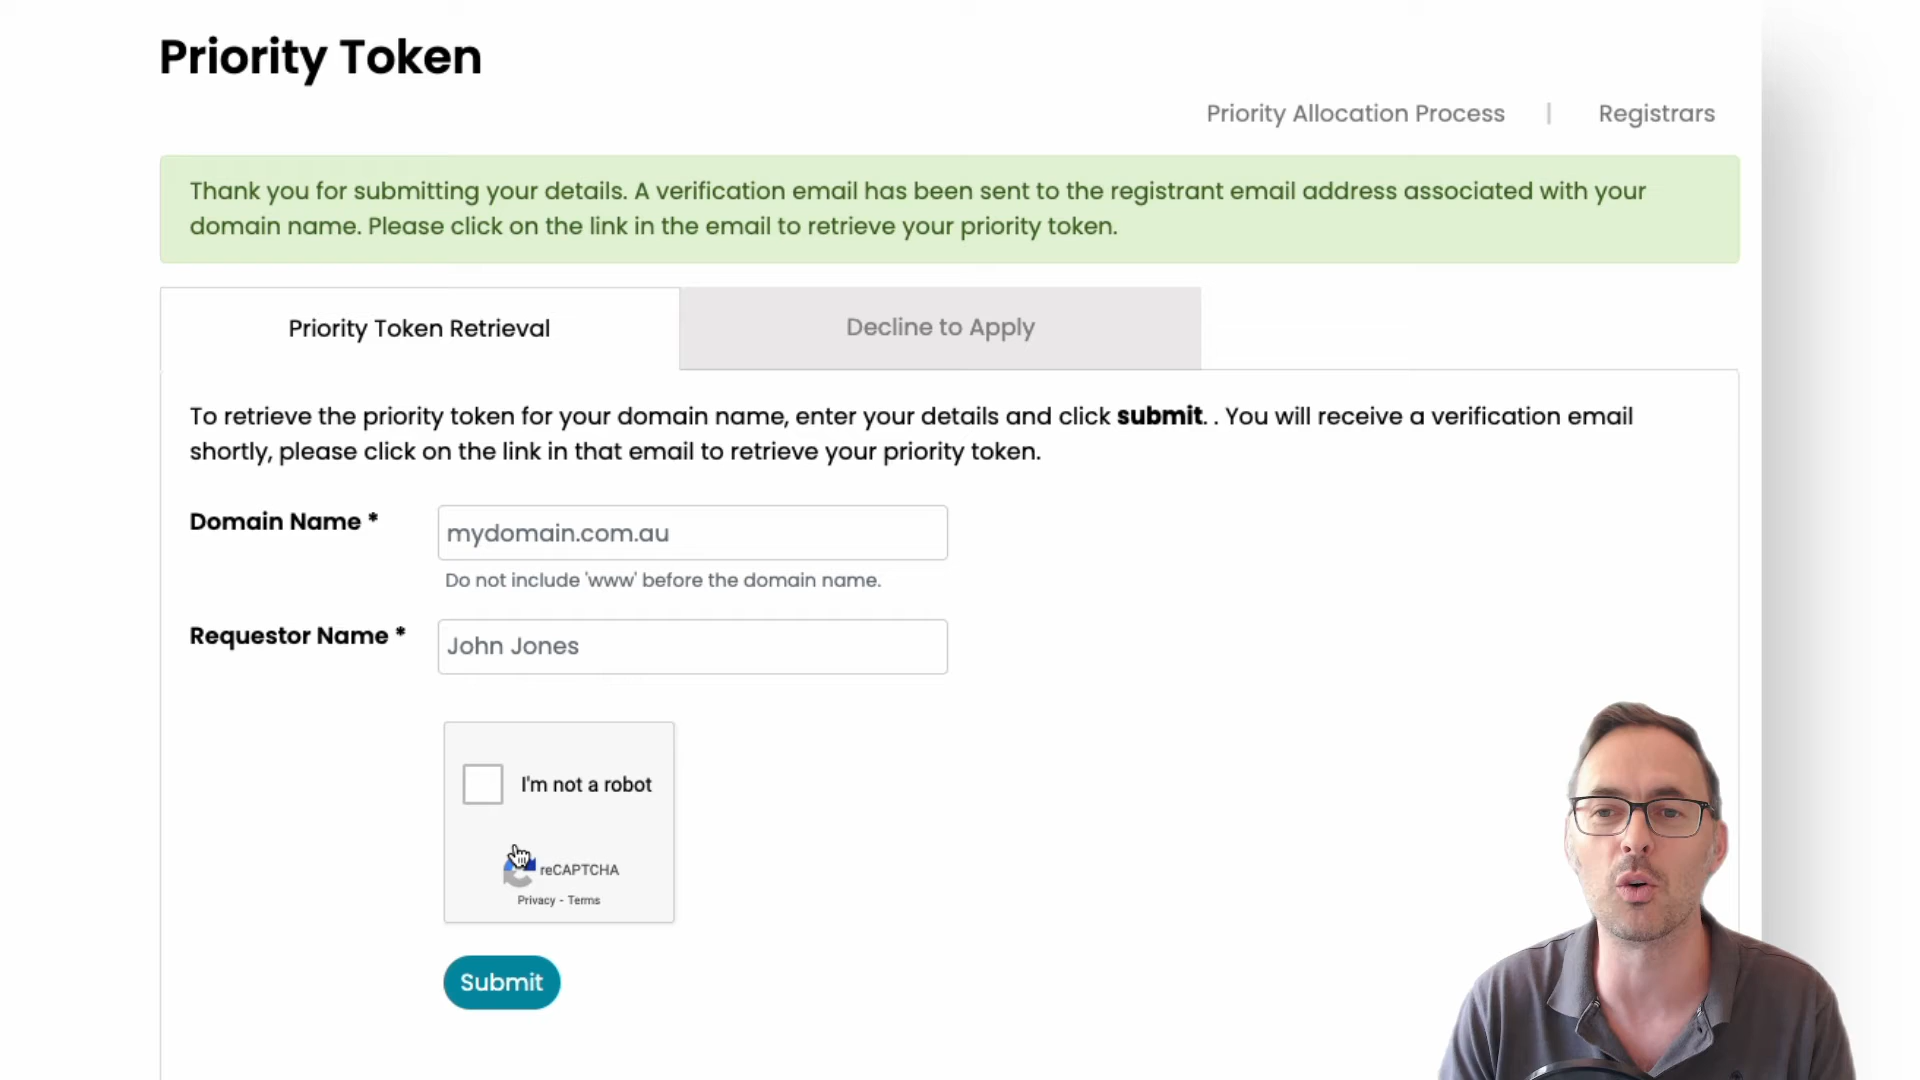 Priority Token
Priority Allocation Process | Registrars
Thank you for submitting your details. A verification email has been sent to the registrant email address associated with your
domain name. Please click on the link in the email to retrieve your priority token.
Priority Token Retrieval
Decline to Apply
To retrieve the priority token for your domain name, enter your details and click submit. . You will receive a verification email
shortly, please click on the link in that email to retrieve your priority token.
Domain Name *
mydomain.com.au
Do not include 'www' before the domain name.
Requestor Name *
John Jones
I'm not a robot
reCAPTCHA
Privacy - Terms
Submit